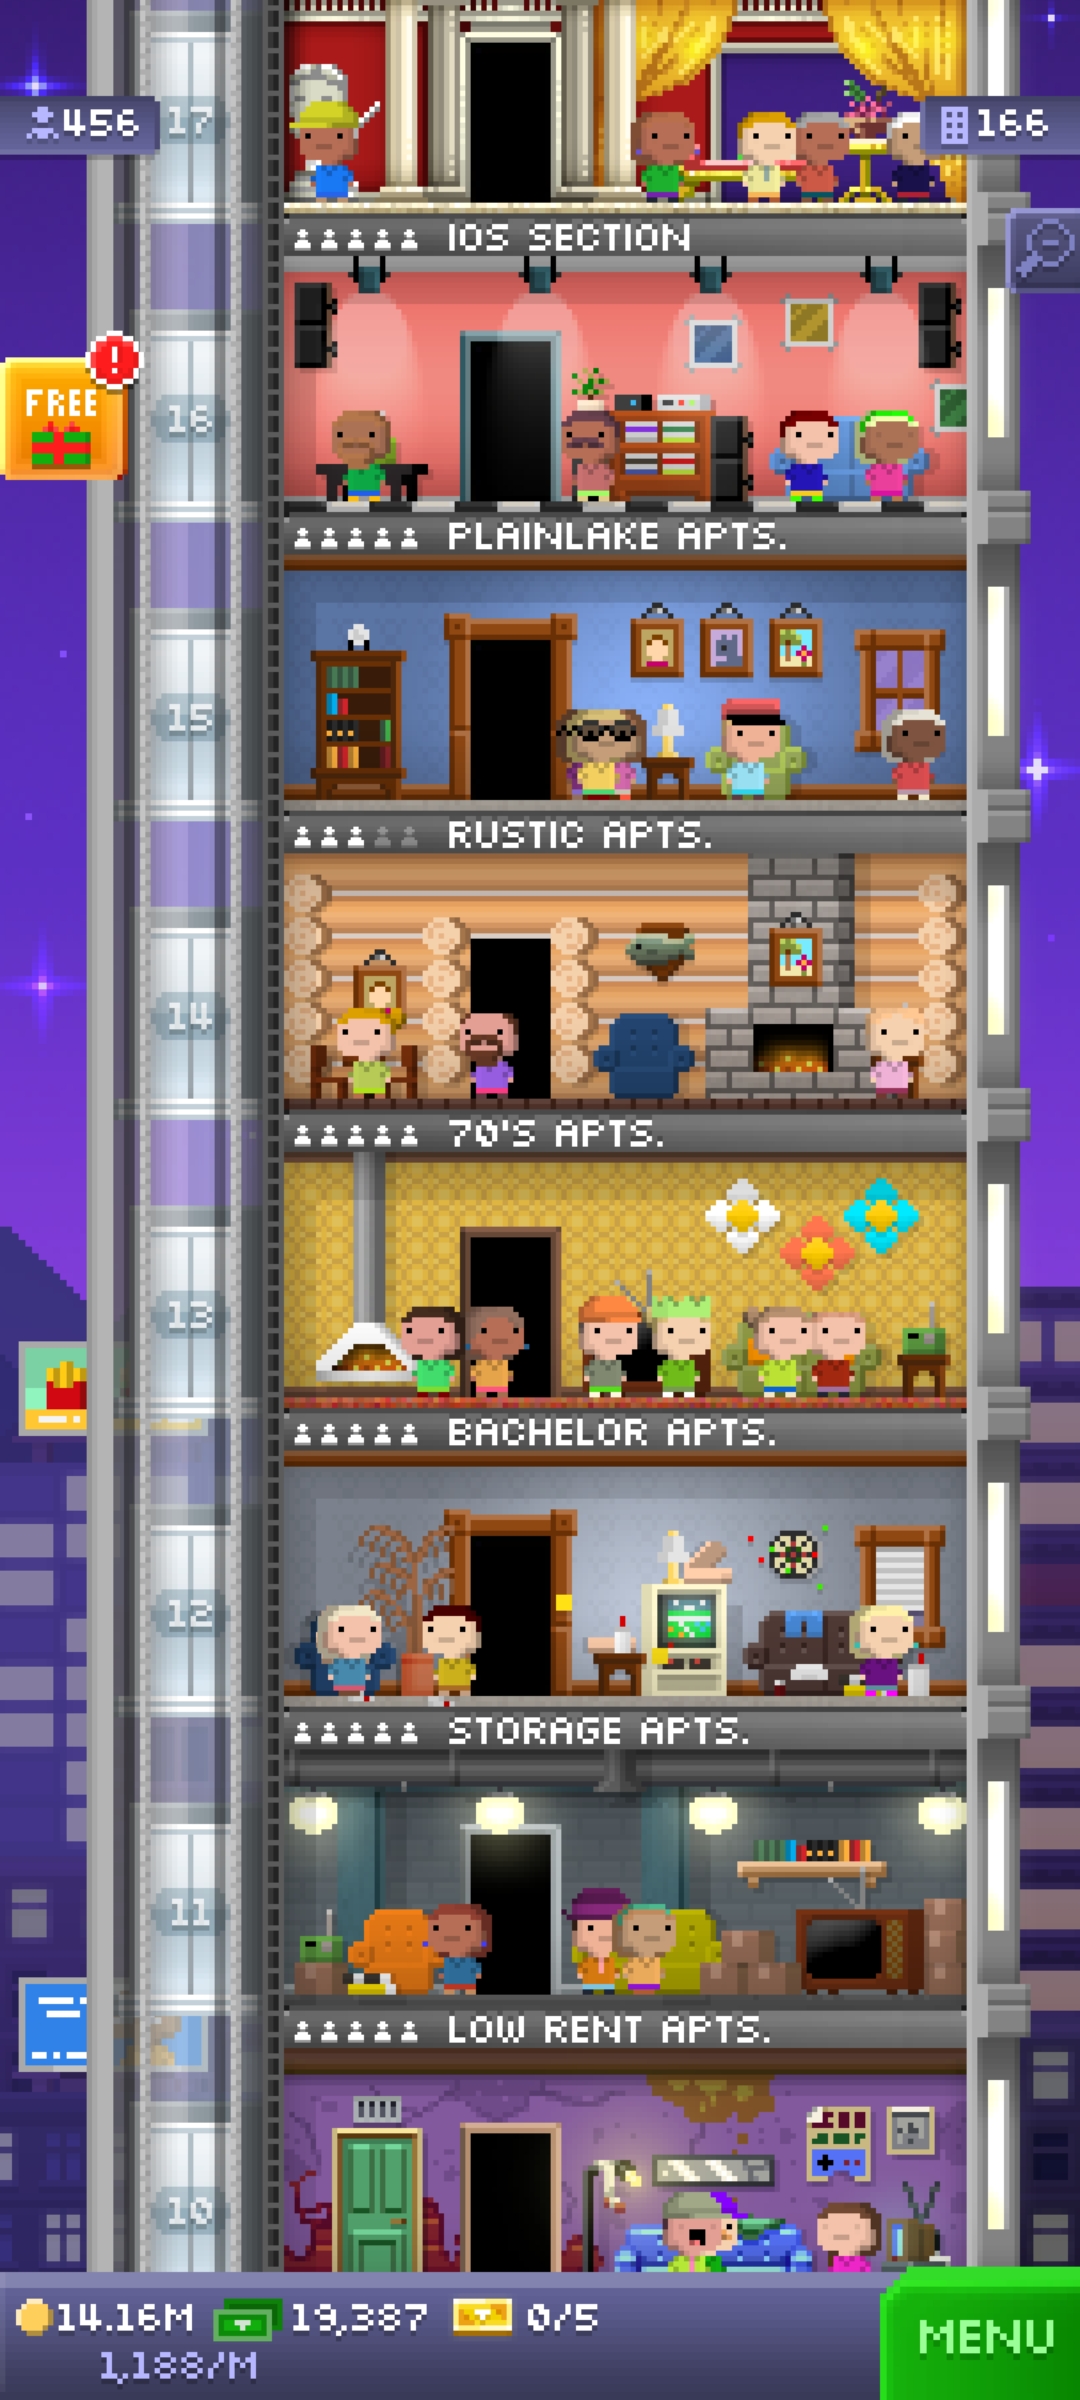 456
17
166
IOS SECTION
FREE
!
16
PLAINLAKE APTS.
15
RUSTIC APTS.
14
70'S APTS.
13
BACHELOR APTS.
12
STORAGE APTS.
11
LOW RENT APTS.
10
14.16M 19,387 0/5
1,188/M
MENU